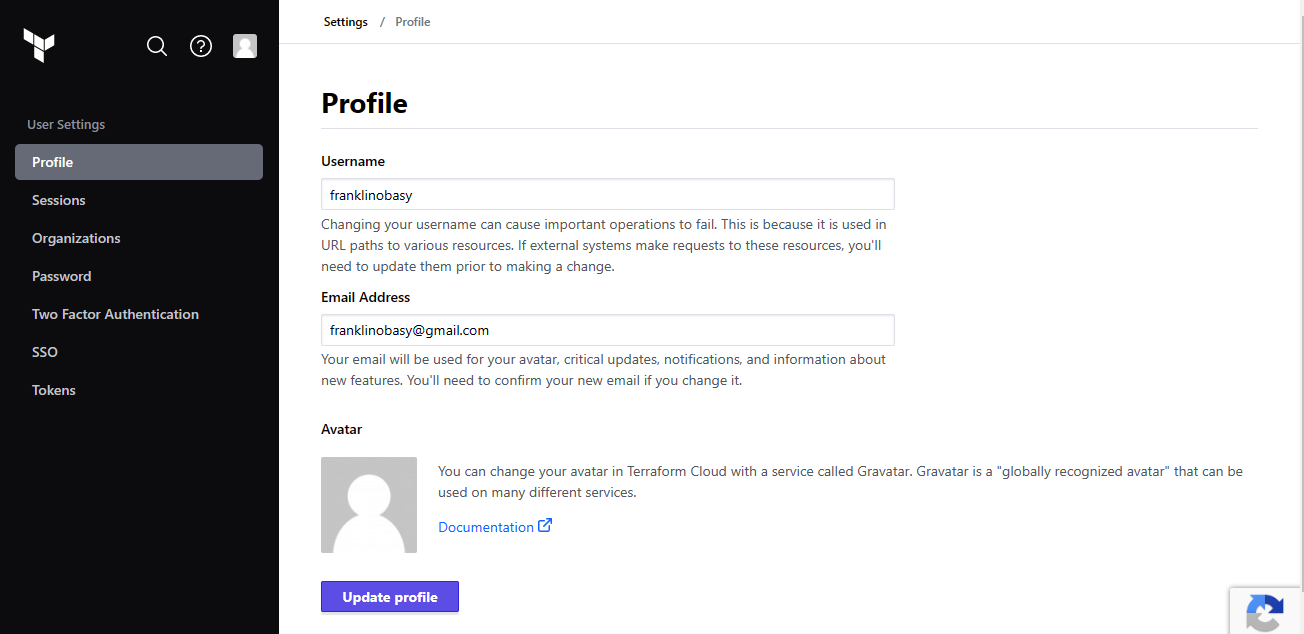 Settings / Profile
User Settings
Profile
Sessions
Organizations
Password
Two Factor Authentication
SSO
Tokens
Profile
Username
franklinobasy
Changing your username can cause important operations to fail. This is because it is used in
URL paths to various resources. If external systems make requests to these resources, you'll
need to update them prior to making a change.
Email Address
franklinobasy@gmail.com
Your email will be used for your avatar, critical updates, notifications, and information about
new features. You'll need to confirm your new email if you change it.
Avatar
You can change your avatar in Terraform Cloud with a service called Gravatar. Gravatar is a "globally recognized avatar" that can be
used on many different services.
Documentation
Update profile